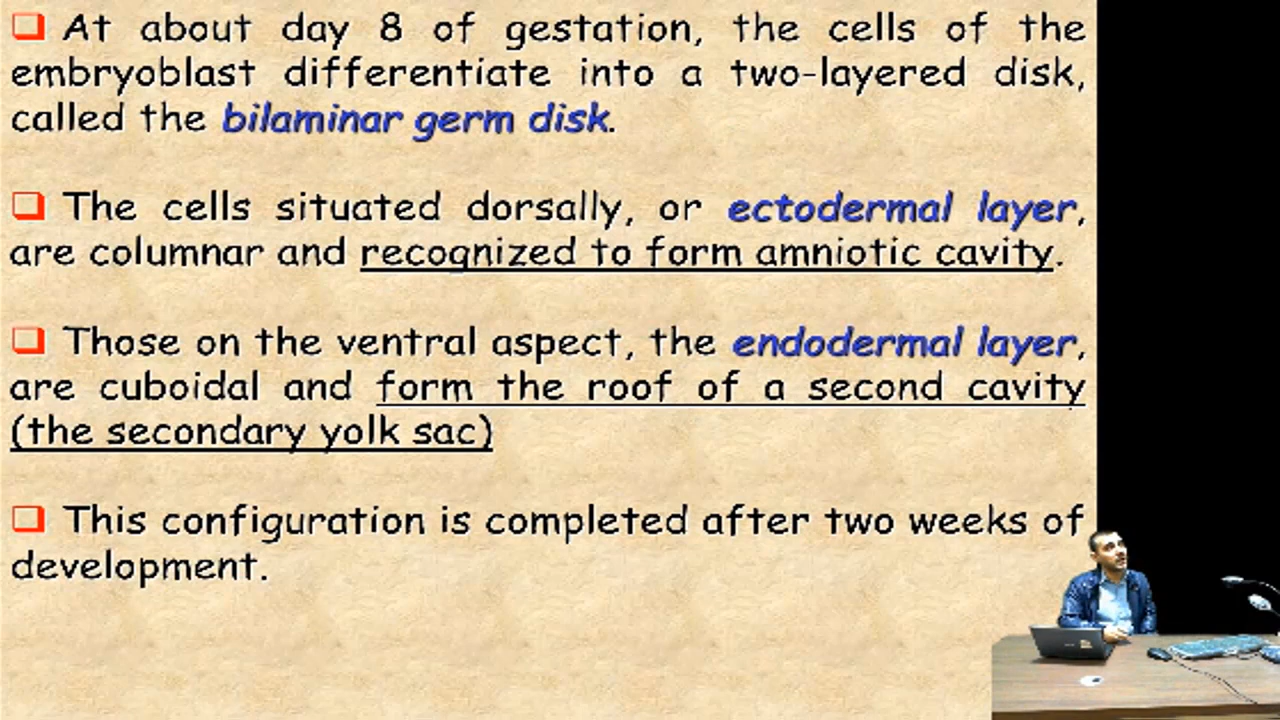 At about day 8 of gestation, the cells of the
embryoblast differentiate into a two-layered disk,
called the bilaminar germ disk.
The cells situated dorsally, or ectodermal layer,
are columnar and recognized to form amniotic cavity.
Those on the ventral aspect, the endodermal layer,
are cuboidal and form the roof of a second cavity
(the secondary yolk sac)
This configuration is completed after two weeks of
development.